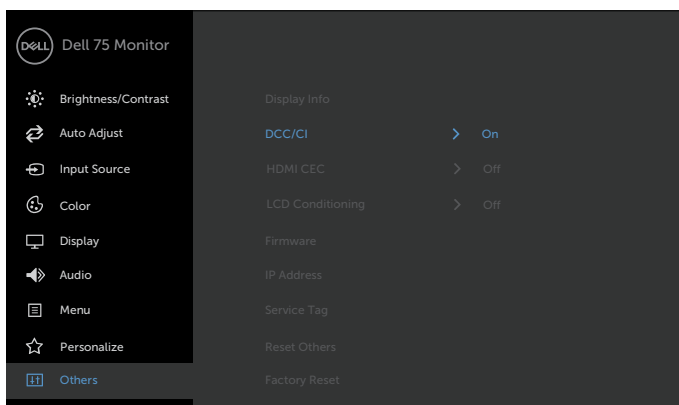 DELL Dell 75 Monitor
Brightness/Contrast Display Info
Auto Adjust DCC/CI On
Input Source HDMI CEC Off
Color LCD Conditioning Off
Display Firmware
Audio IP Address
Menu Service Tag
Personalize Reset Others
Others Factory Reset